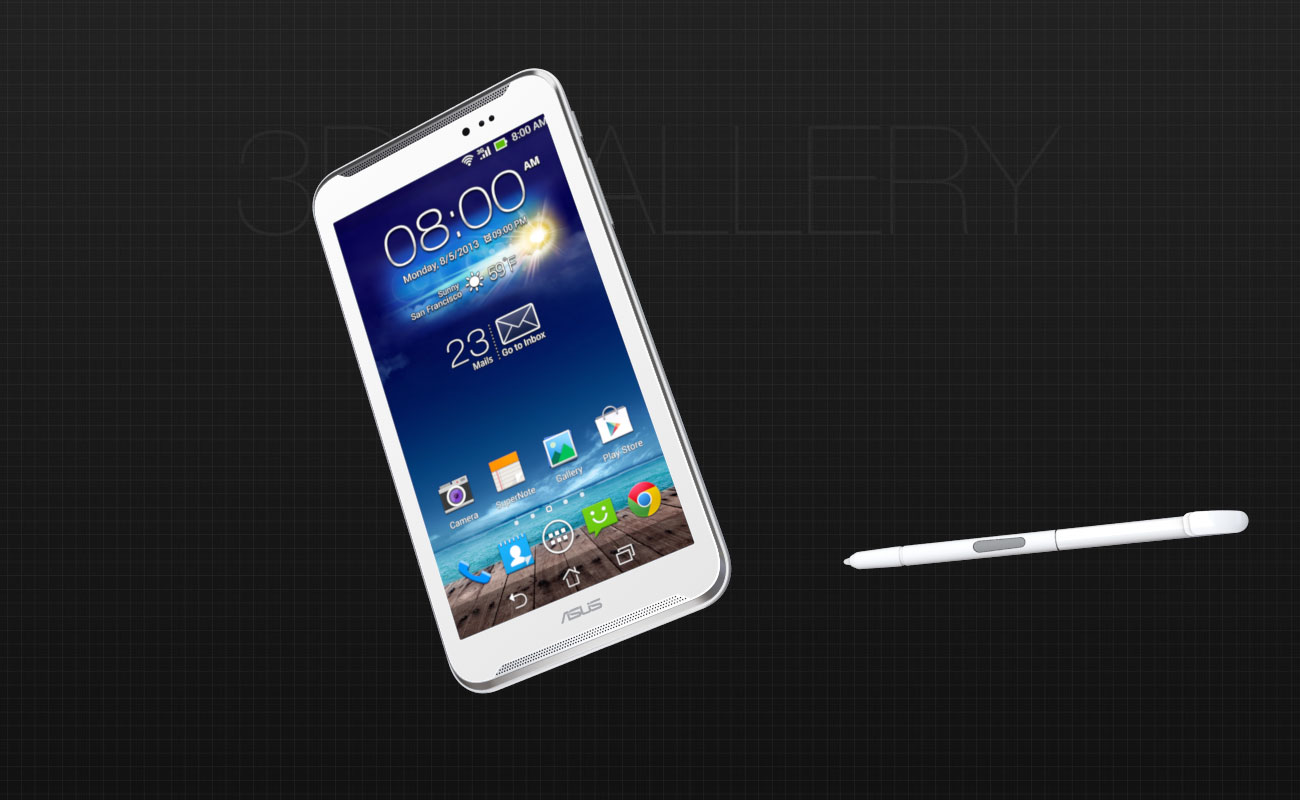 3D GALLERY
3G
8:00 AM
08:00 AM
Monday, 8/5/2013 09:00 PM
Sunny
San Francisco
59°F
23
Mails
Go to Inbox
Camera
SuperNote
Gallery
Play Store
ASUS